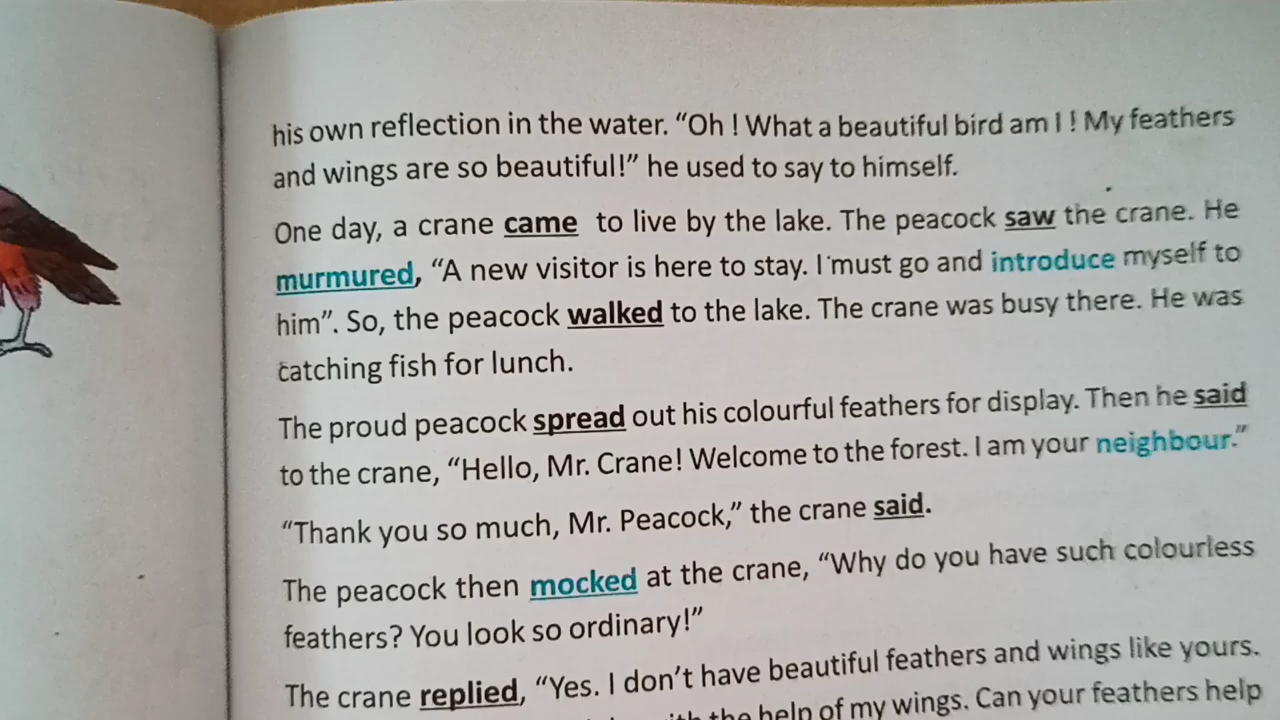 his own reflection in the water. “Oh ! What a beautiful bird am I ! My feathers
and wings are so beautiful!” he used to say to himself.
One day, a crane came to live by the lake. The peacock saw the crane. He
murmured, “A new visitor is here to stay. I must go and introduce myself to
him”. So, the peacock walked to the lake. The crane was busy there. He was
catching fish for lunch.
The proud peacock spread out his colourful feathers for display. Then he said
to the crane, “Hello, Mr. Crane! Welcome to the forest. I am your neighbour.”
“Thank you so much, Mr. Peacock,” the crane said.
The peacock then mocked at the crane, “Why do you have such colourless
feathers? You look so ordinary!”
The crane replied, “Yes. I don’t have beautiful feathers and wings like yours.
the help of my wings. Can your feathers help